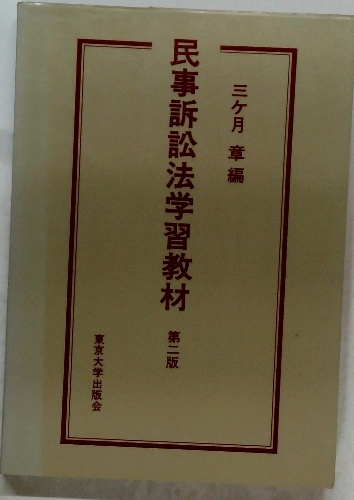 三ケ月 章 編
民事訴訟法学習教材 第二版
東京大学出版会